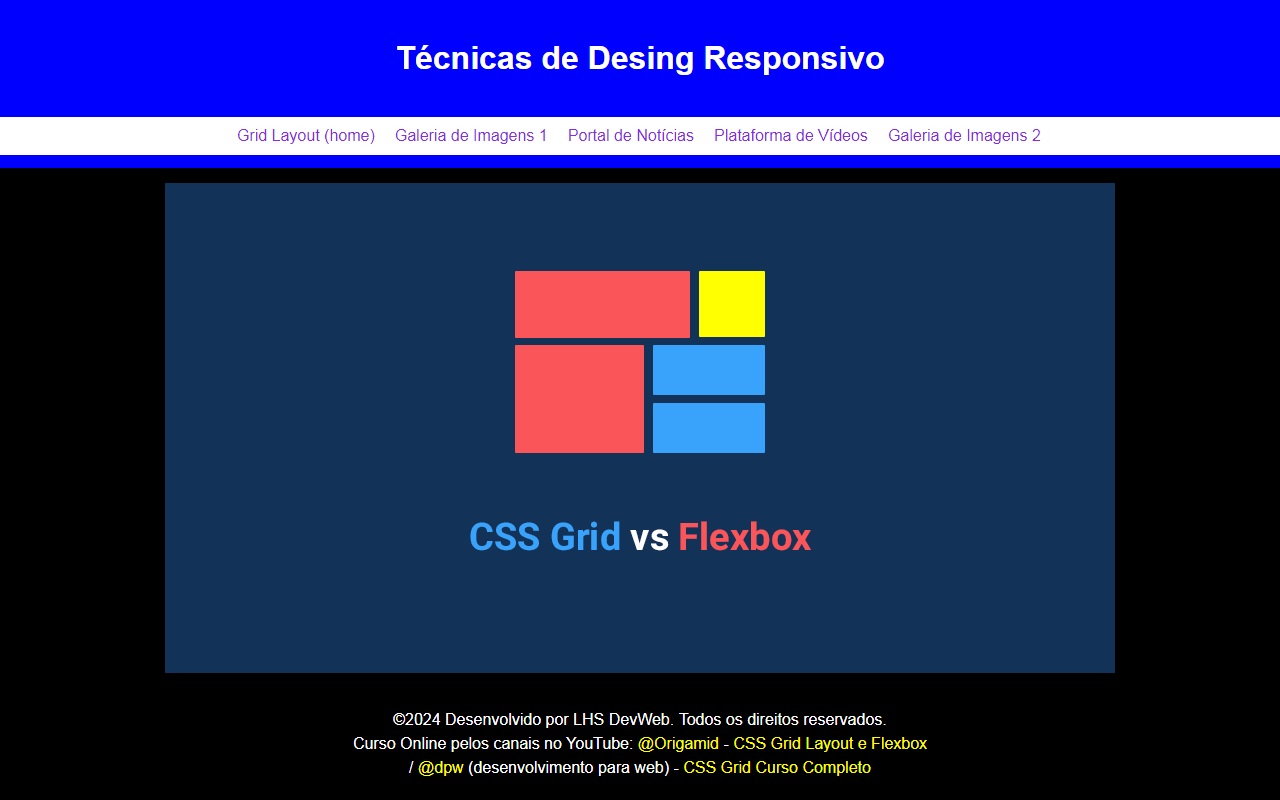 Técnicas de Desing Responsivo
Grid Layout (home) Galeria de Imagens 1 Portal de Notícias Plataforma de Vídeos Galeria de Imagens 2
CSS Grid vs Flexbox
©2024 Desenvolvido por LHS DevWeb. Todos os direitos reservados.
Curso Online pelos canais no YouTube: @Origamid - CSS Grid Layout e Flexbox
/ @dpw (desenvolvimento para web) - CSS Grid Curso Completo